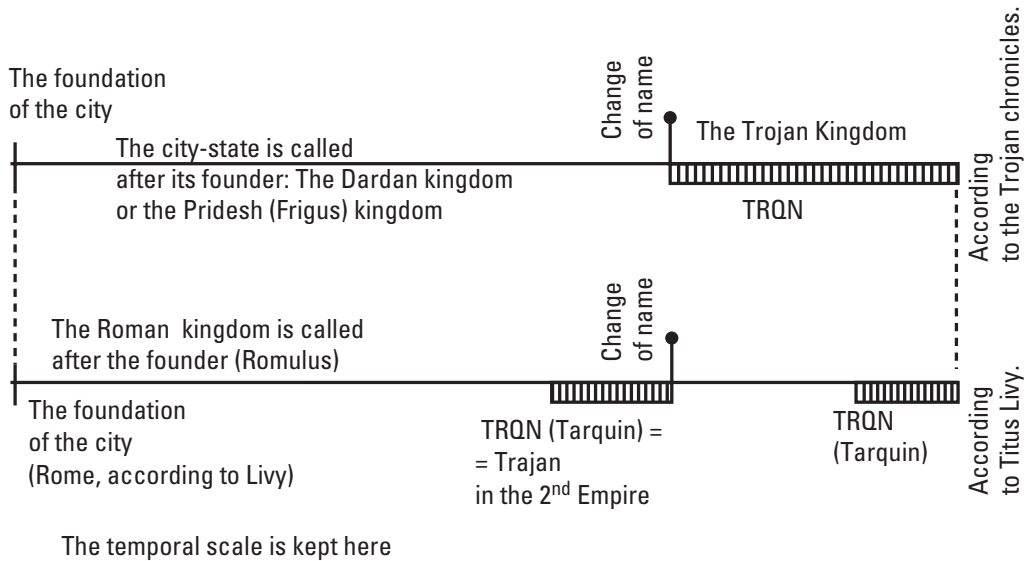 The foundation
of the city
Change
of name
The Trojan Kingdom
The city-state is called
after its founder: The Dardan kingdom
or the Pridesh (Frigus) kingdom
TRQN
According
to the Trojan chronicles.
The Roman kingdom is called
after the founder (Romulus)
Change
of name
The foundation
of the city
(Rome, according to Livy)
TRQN (Tarquin) =
= Trajan
in the 2nd Empire
TRQN
(Tarquin)
According
to Titus Livy.
The temporal scale is kept here